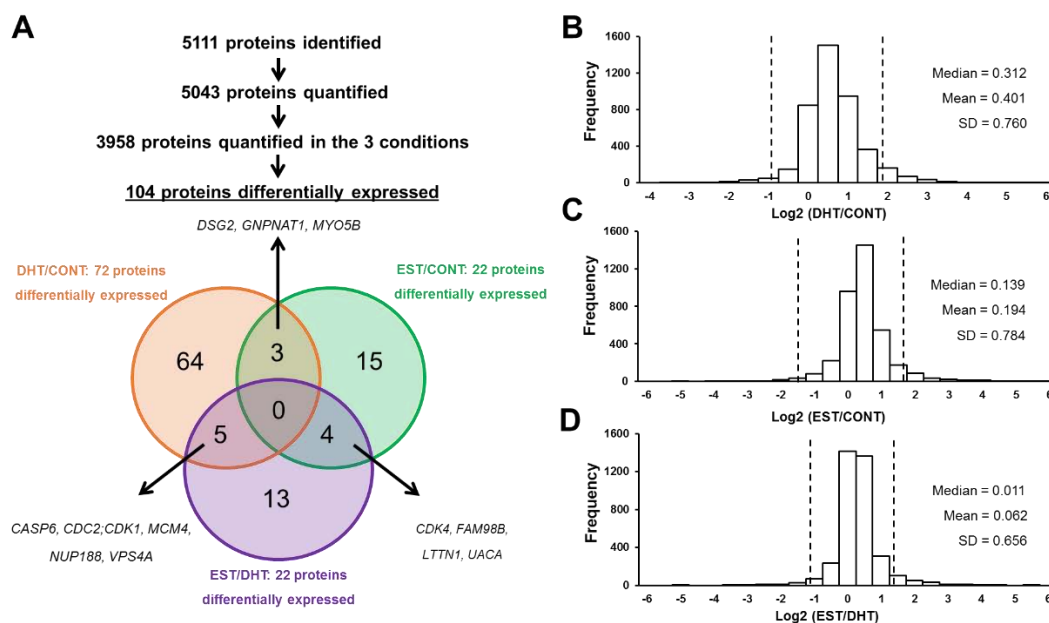 A
5111 proteins identified
5043 proteins quantified
3958 proteins quantified in the 3 conditions
104 proteins differentially expressed
DSG2, GNPNAT1, MYO5B
DHT/CONT: 72 proteins
differentially expressed
EST/CONT: 22 proteins
differentially expressed
64
3
15
0
5
4
13
CASP6, CDC2;CDK1, MCM4,
NUP188, VPS4A
CDK4, FAM98B,
LTTN1, UACA
EST/DHT: 22 proteins
differentially expressed
B
Frequency
1600
1200
800
400
0
-4 -3 -2 -1 0 1 2 3 4 5 6
Log2 (DHT/CONT)
Median = 0.312
Mean = 0.401
SD = 0.760
C
Frequency
1600
1200
800
400
0
-6 -5 -4 -3 -2 -1 0 1 2 3 4 5 6
Log2 (EST/CONT)
Median = 0.139
Mean = 0.194
SD = 0.784
D
Frequency
1600
1200
800
400
0
-6 -5 -4 -3 -2 -1 0 1 2 3 4 5 6
Log2 (EST/DHT)
Median = 0.011
Mean = 0.062
SD = 0.656